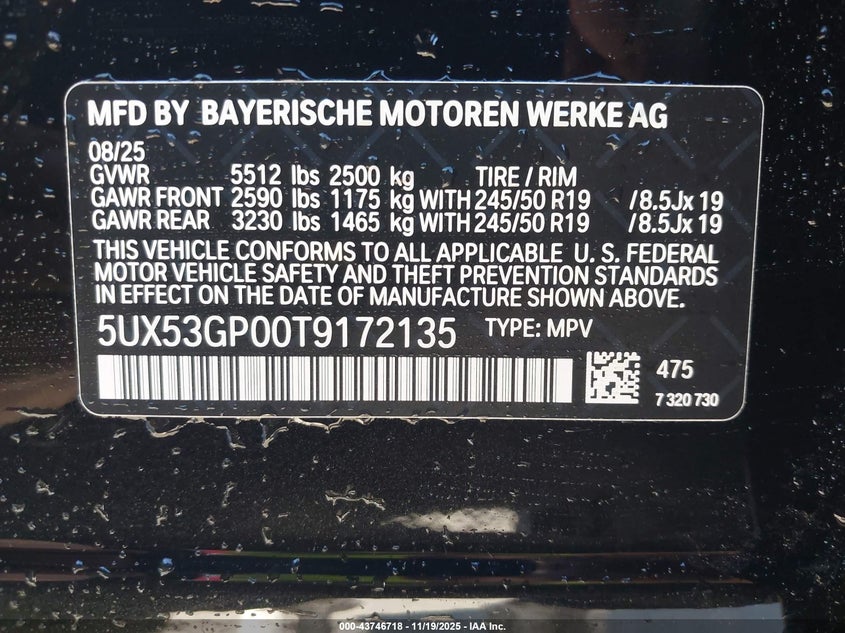 MFD BY BAYERISCHE MOTOREN WERKE AG
08/25
GVWR 5512 lbs 2500 kg TIRE / RIM
GAWR FRONT 2590 lbs 1175 kg WITH 245/50 R19 /8.5Jx 19
GAWR REAR 3230 lbs 1465 kg WITH 245/50 R19 /8.5Jx 19
THIS VEHICLE CONFORMS TO ALL APPLICABLE U. S. FEDERAL
MOTOR VEHICLE SAFETY AND THEFT PREVENTION STANDARDS
IN EFFECT ON THE DATE OF MANUFACTURE SHOWN ABOVE.
5UX53GP00T9172135 TYPE: MPV
475
7 320 730
000-43746718 - 11/19/2025 - IAA Inc.